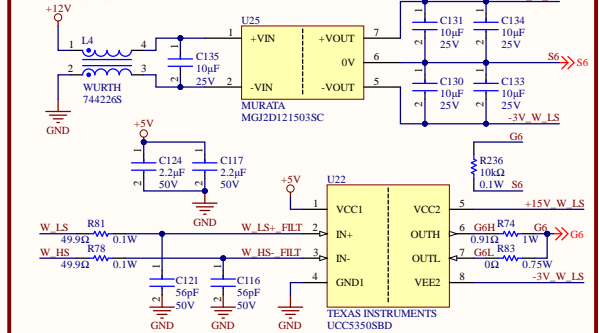 +12V
L4
1
4
2
3
WURTH
744226S
GND
1
C135
10µF
25V
2
U25
1
+VIN
+VOUT
7
0V
6
2
-VIN
-VOUT
5
MURATA
MGJ2D121503SC
C131
10µF
25V
C134
10µF
25V
S6
S6
C130
10µF
25V
C133
10µF
25V
-3V_W_LS
+5V
C124
2.2µF
50V
C117
2.2µF
50V
GND
G6
R236
10kΩ
0.1W
S6
+5V
U22
1
VCC1
VCC2
5
+15V_W_LS
W_LS
R81
49.9Ω
0.1W
W_LS+_FILT
2
IN+
OUTH
6
G6H
R74
0.91Ω
1W
G6
G6
W_HS
R78
49.9Ω
0.1W
W_HS-_FILT
3
IN-
OUTL
7
G6L
R83
0Ω
0.75W
C121
56pF
50V
GND
C116
56pF
50V
GND
GND
4
GND1
VEE2
8
-3V_W_LS
TEXAS INSTRUMENTS
UCC5350SBD